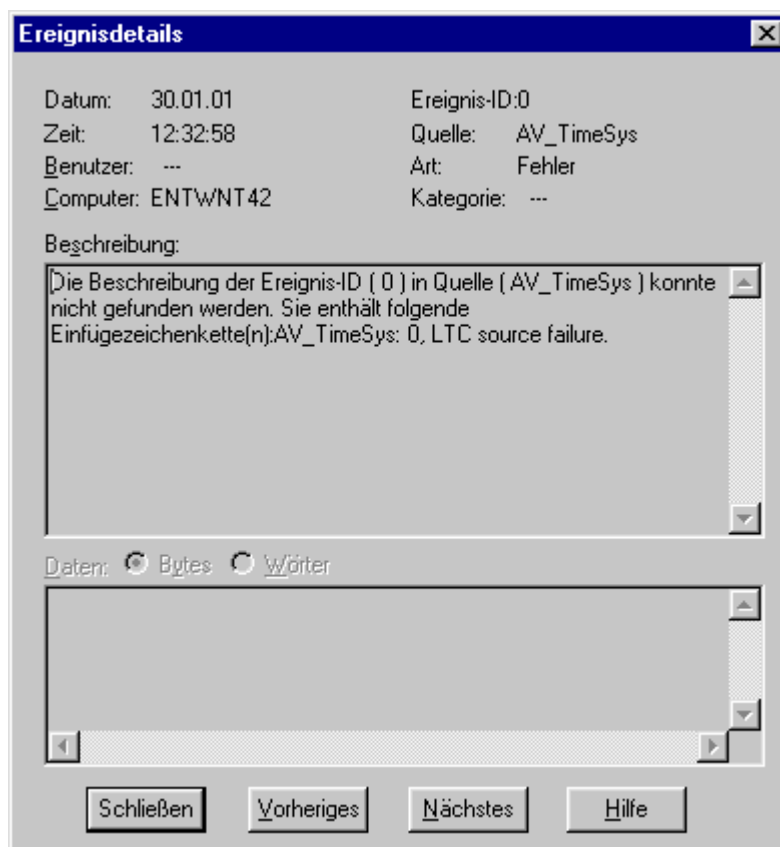 Ereignisdetails
Datum: 30.01.01 Ereignis-ID:0
Zeit: 12:32:58 Quelle: AV_TimeSys
Benutzer: --- Art: Fehler
Computer: ENTWNT42 Kategorie: ---
Beschreibung:
Die Beschreibung der Ereignis-ID ( 0 ) in Quelle ( AV_TimeSys ) konnte
nicht gefunden werden. Sie enthält folgende
Einfügezeichenkette(n):AV_TimeSys: 0, LTC source failure.
Daten: Bytes Wörter
Schließen Vorheriges Nächstes Hilfe